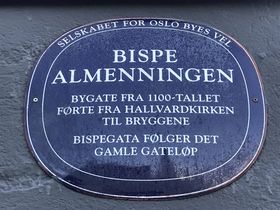 SELSKABET FOR OSLO BYES VEL
BISPE
ALMENNINGEN
BYGATE FRA 1100-TALLET
FØRTE FRA HALLVARDKIRKEN
TIL BRYGGENE
BISPEGATA FØLGER DET
GAMLE GATELØP